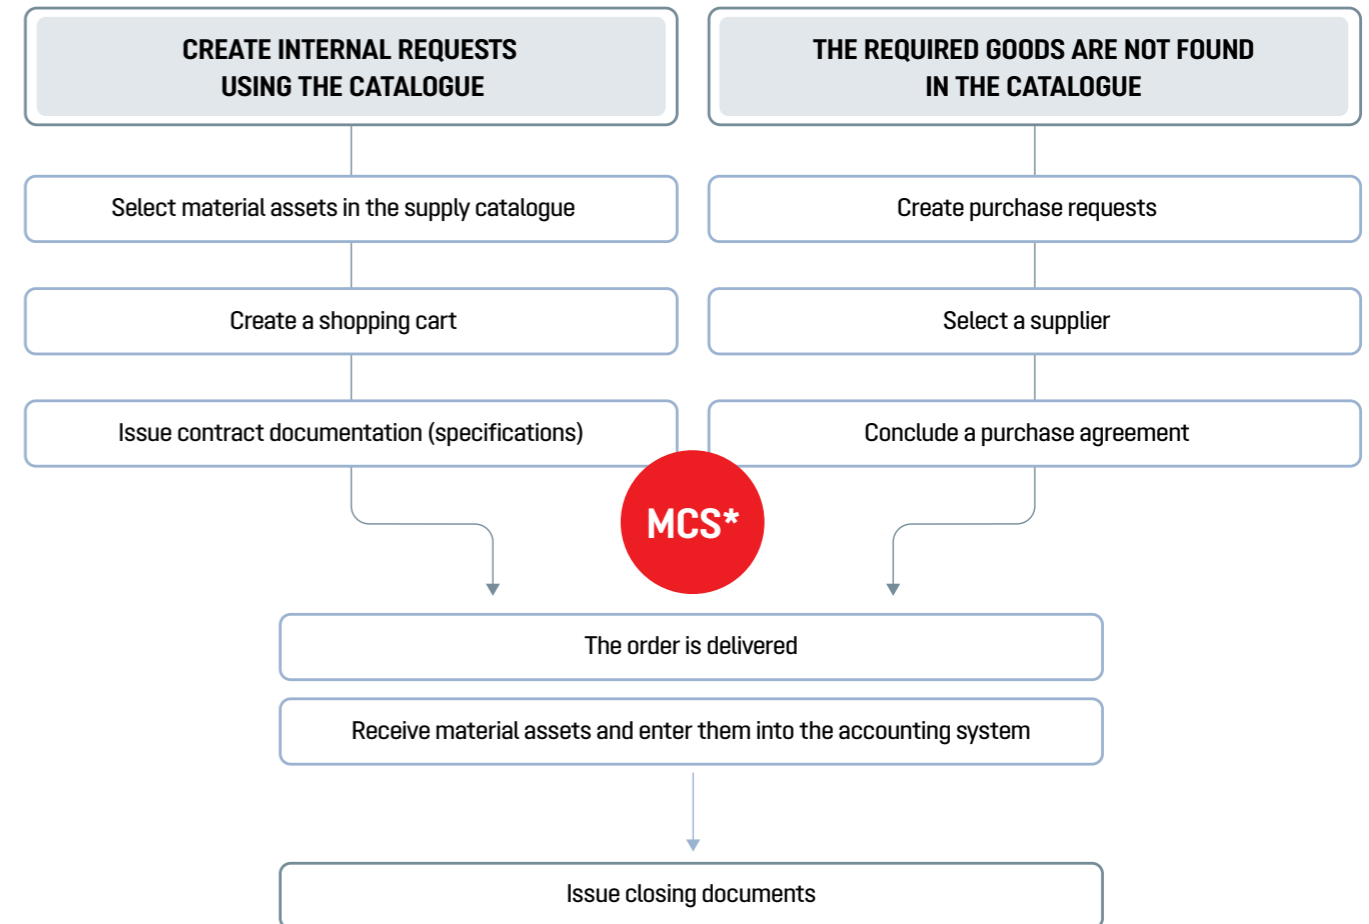 CREATE INTERNAL REQUESTS
USING THE CATALOGUE
Select material assets in the supply catalogue
Create a shopping cart
Issue contract documentation (specifications)
THE REQUIRED GOODS ARE NOT FOUND
IN THE CATALOGUE
Create purchase requests
Select a supplier
Conclude a purchase agreement
MCS*
The order is delivered
Receive material assets and enter them into the accounting system
Issue closing documents